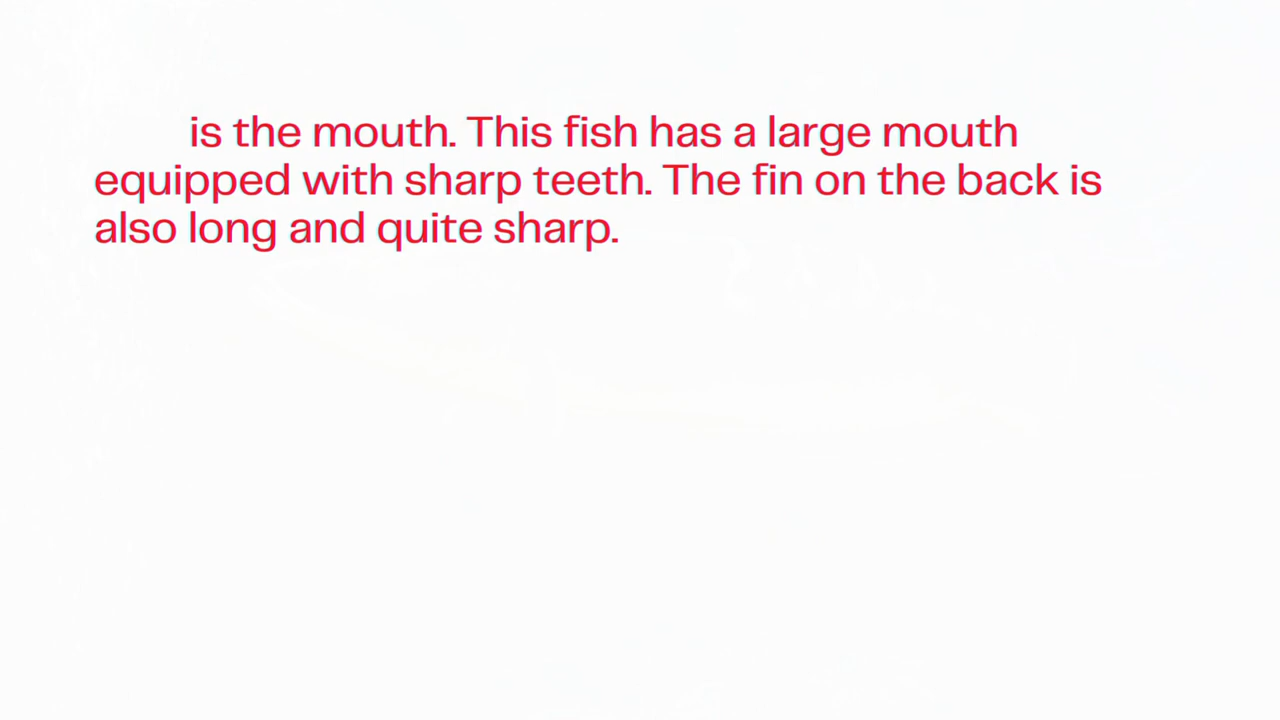 is the mouth. This fish has a large mouth
equipped with sharp teeth. The fin on the back is
also long and quite sharp.